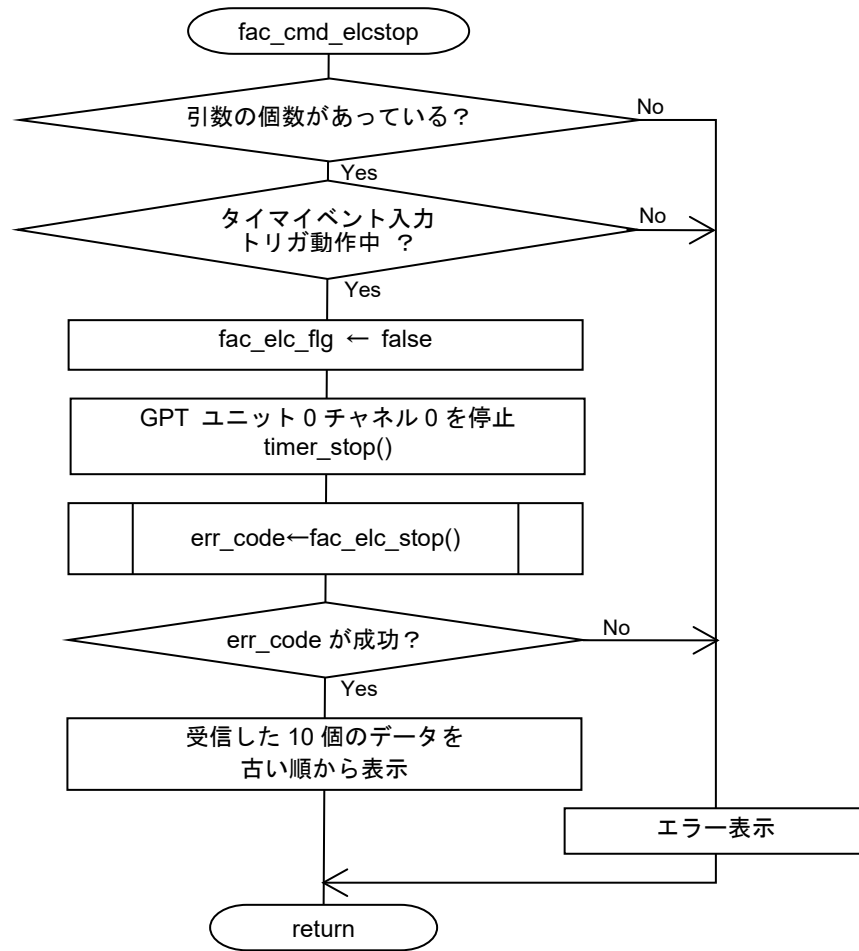 fac_cmd_elcstop
引数の個数があっている？
No
Yes
タイマイベント入力
トリガ動作中 ？
No
Yes
fac_elc_flg ← false
GPT ユニット 0 チャネル 0 を停止
timer_stop()
err_code←fac_elc_stop()
err_code が成功？
No
Yes
受信した 10 個のデータを
古い順から表示
エラー表示
return